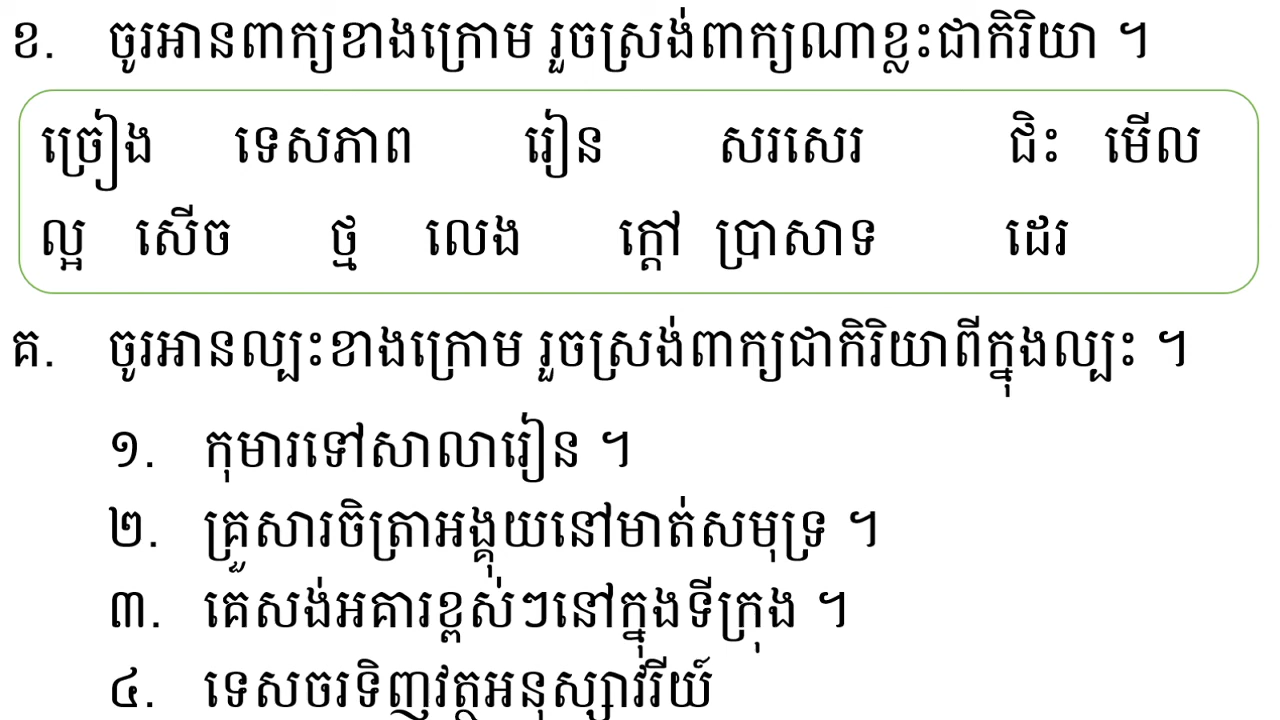 ខ. ចូរអានពាក្យខាងក្រោម រួចស្រង់ពាក្យណាខ្លះជាកិរិយា ។
ច្រៀង ទេសភាព រៀន សរសេរ ជិះ មើល
ល្អ សើច ថ្ម លេង ក្ដៅ ប្រាសាទ ដេរ
គ. ចូរអានល្បះខាងក្រោម រួចស្រង់ពាក្យជាកិរិយាពីក្នុងល្បះ ។
១. កុមារទៅសាលារៀន ។
២. គ្រួសារចិត្រាអង្គុយនៅមាត់សមុទ្រ ។
៣. គេសង់អគារខ្ពស់ៗនៅក្នុងទីក្រុង ។
៤. ទេសចរទិញវត្ថុអនុស្សាវរីយ៍